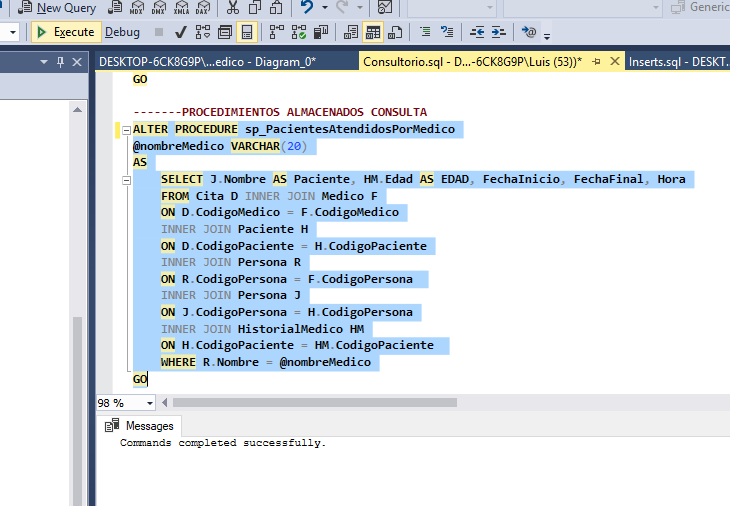 New Query MDX DMX XMLA DAX Generic
Execute Debug
DESKTOP-6CK8G9P\...edico - Diagram_0* Consultorio.sql - D...-6CK8G9P\Luis (53))* Inserts.sql - DESKT...
GO
-------PROCEDIMIENTOS ALMACENADOS CONSULTA
ALTER PROCEDURE sp_PacientesAtendidosPorMedico
@nombreMedico VARCHAR(20)
AS
SELECT J.Nombre AS Paciente, HM.Edad AS EDAD, FechaInicio, FechaFinal, Hora
FROM Cita D INNER JOIN Medico F
ON D.CodigoMedico = F.CodigoMedico
INNER JOIN Paciente H
ON D.CodigoPaciente = H.CodigoPaciente
INNER JOIN Persona R
ON R.CodigoPersona = F.CodigoPersona
INNER JOIN Persona J
ON J.CodigoPersona = H.CodigoPersona
INNER JOIN HistorialMedico HM
ON H.CodigoPaciente = HM.CodigoPaciente
WHERE R.Nombre = @nombreMedico
GO
98 %
Messages
Commands completed successfully.